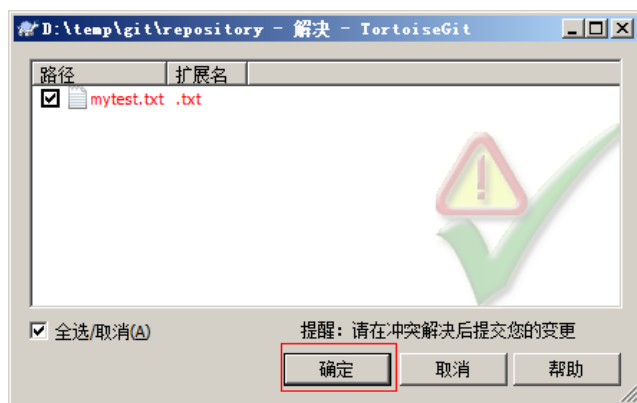 D:\temp\git\repository - 解决 - TortoiseGit
路径 扩展名
mytest.txt .txt
全选/取消(A) 提醒：请在冲突解决后提交您的变更
确定 取消 帮助